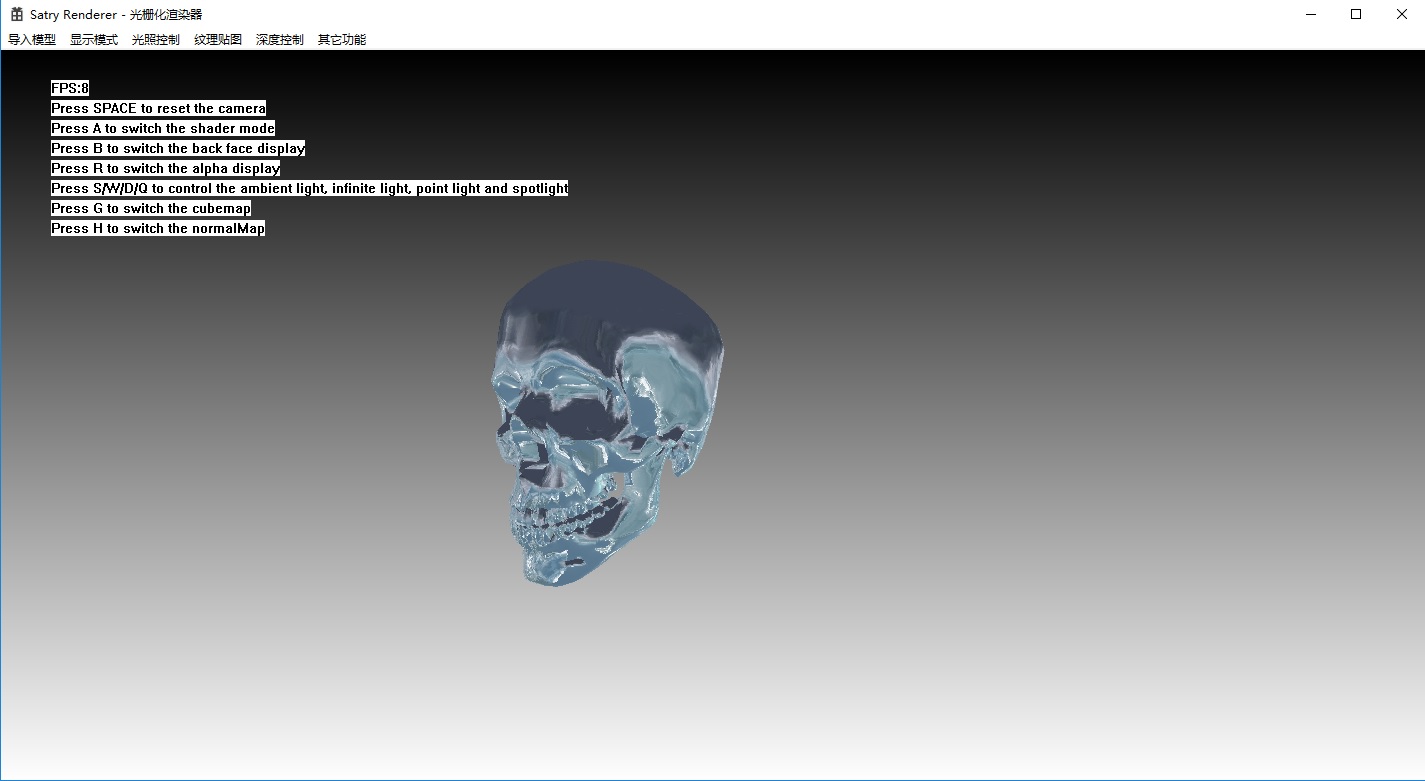 Satry Renderer - 光栅化渲染器
导入模型 显示模式 光照控制 纹理贴图 深度控制 其它功能
FPS:8
Press SPACE to reset the camera
Press A to switch the shader mode
Press B to switch the back face display
Press R to switch the alpha display
Press S/W/D/Q to control the ambient light, infinite light, point light and spotlight
Press G to switch the cubemap
Press H to switch the normalMap